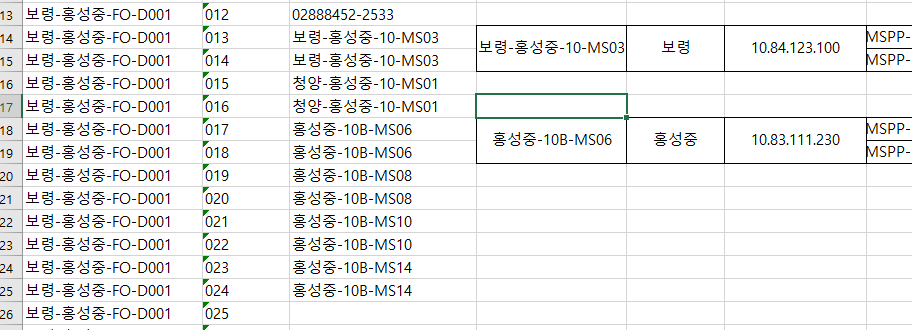 13 보령-홍성중-FO-D001 012 02888452-2533
14 보령-홍성중-FO-D001 013 보령-홍성중-10-MS03 보령-홍성중-10-MS03 보령 10.84.123.100 MSPP-
15 보령-홍성중-FO-D001 014 보령-홍성중-10-MS03 MSPP-
16 보령-홍성중-FO-D001 015 청양-홍성중-10-MS01
17 보령-홍성중-FO-D001 016 청양-홍성중-10-MS01
18 보령-홍성중-FO-D001 017 홍성중-10B-MS06 홍성중-10B-MS06 홍성중 10.83.111.230 MSPP-
19 보령-홍성중-FO-D001 018 홍성중-10B-MS06 MSPP-
20 보령-홍성중-FO-D001 019 홍성중-10B-MS08
21 보령-홍성중-FO-D001 020 홍성중-10B-MS08
22 보령-홍성중-FO-D001 021 홍성중-10B-MS10
23 보령-홍성중-FO-D001 022 홍성중-10B-MS10
24 보령-홍성중-FO-D001 023 홍성중-10B-MS14
25 보령-홍성중-FO-D001 024 홍성중-10B-MS14
26 보령-홍성중-FO-D001 025